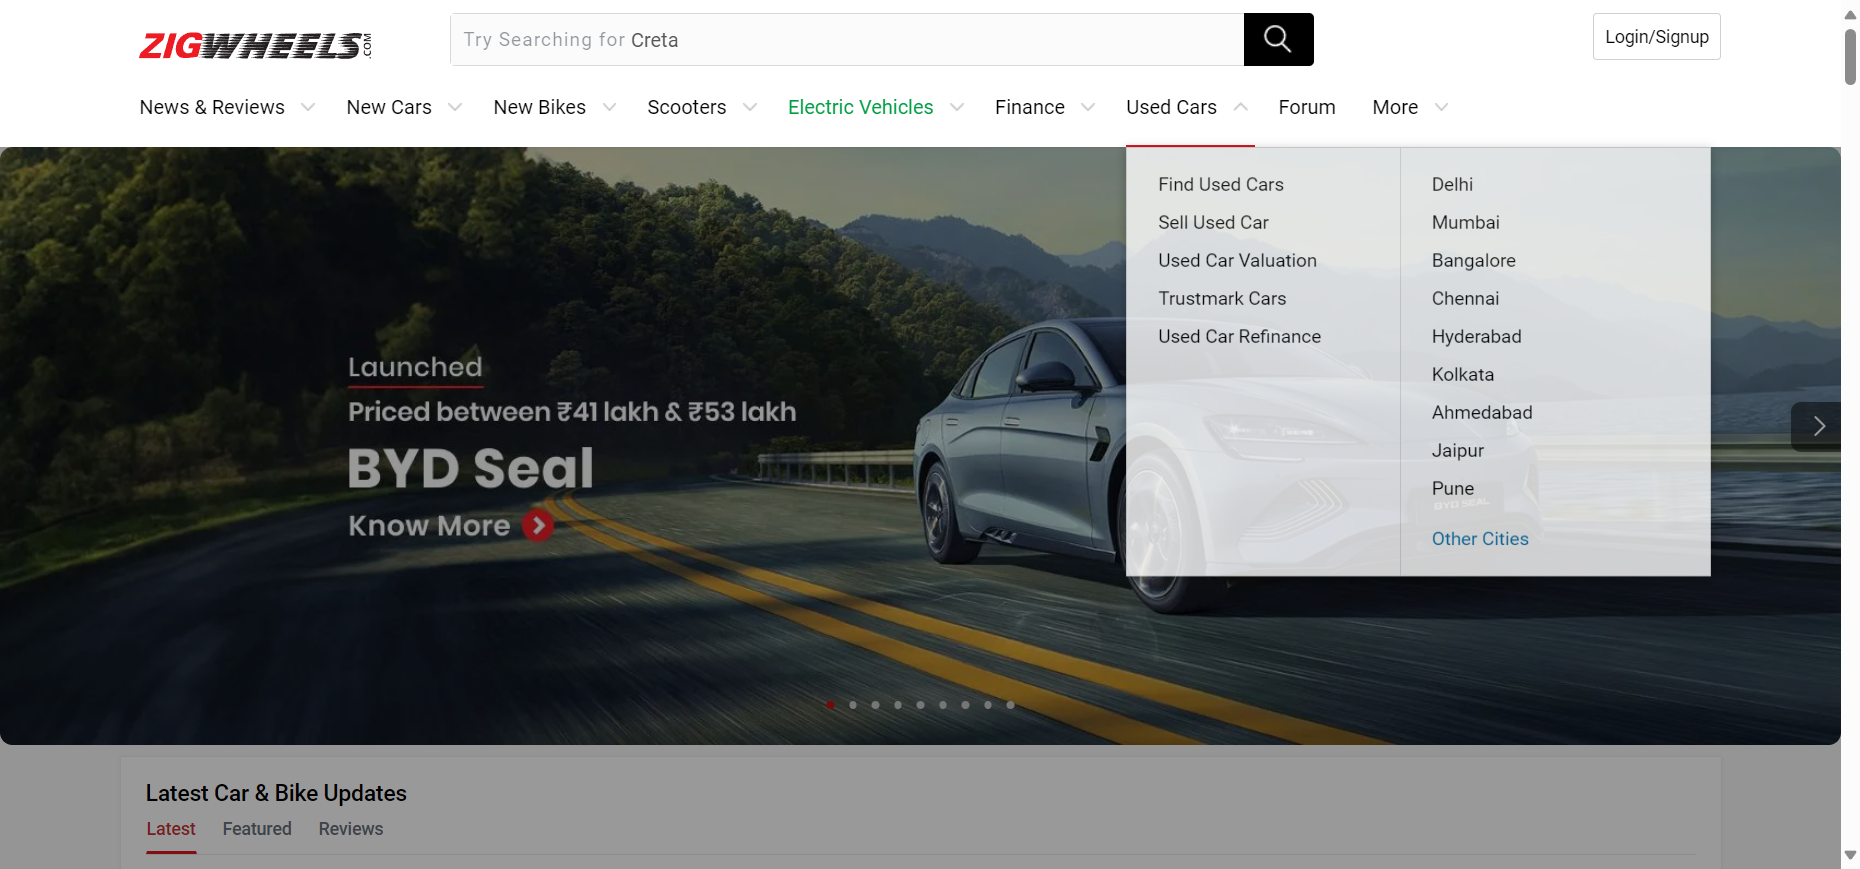 ZIGWHEELS.COM
Try Searching for Creta
Login/Signup
News & Reviews New Cars New Bikes Scooters Electric Vehicles Finance Used Cars Forum More
Find Used Cars
Sell Used Car
Used Car Valuation
Trustmark Cars
Used Car Refinance
Delhi
Mumbai
Bangalore
Chennai
Hyderabad
Kolkata
Ahmedabad
Jaipur
Pune
Other Cities
Launched
Priced between ₹41 lakh & ₹53 lakh
BYD Seal
Know More
BYD SEAL
Latest Car & Bike Updates
Latest Featured Reviews